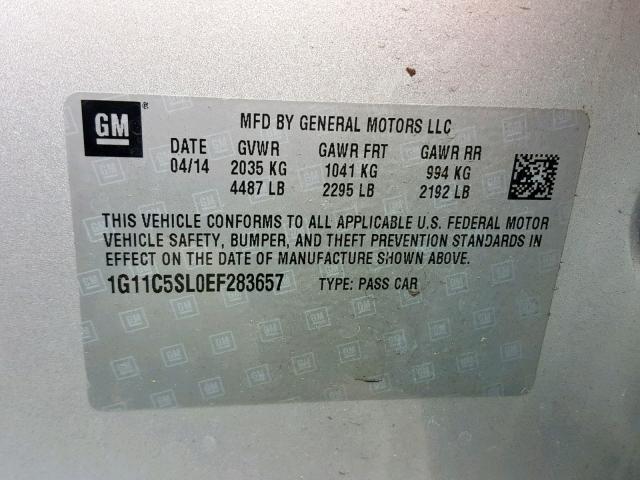 GM®
MFD BY GENERAL MOTORS LLC
DATE GVWR GAWR FRT GAWR RR
04/14 2035 KG 1041 KG 994 KG
4487 LB 2295 LB 2192 LB
THIS VEHICLE CONFORMS TO ALL APPLICABLE U.S. FEDERAL MOTOR
VEHICLE SAFETY, BUMPER, AND THEFT PREVENTION STANDARDS IN
EFFECT ON THE DATE OF MANUFACTURE SHOWN ABOVE.
1G11C5SL0EF283657 TYPE: PASS CAR